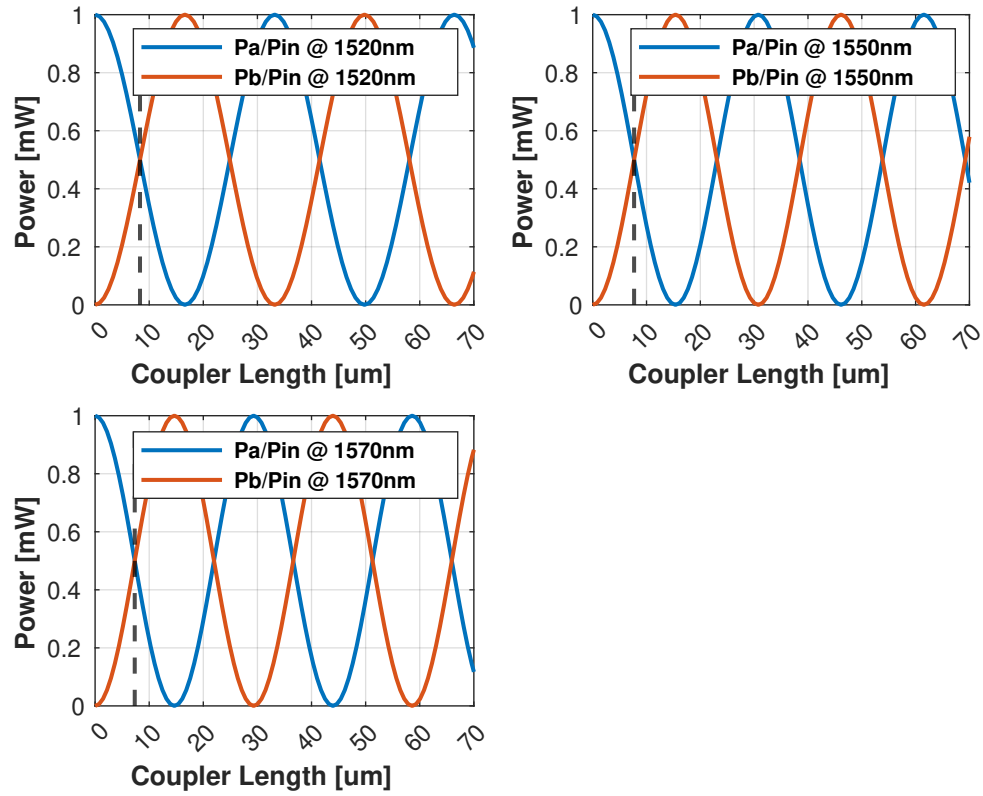 1
0.8
0.6
0.4
0.2
0
Power [mW]
Pa/Pin @ 1520nm
Pb/Pin @ 1520nm
0 10 20 30 40 50 60 70
Coupler Length [um]
1
0.8
0.6
0.4
0.2
0
Power [mW]
Pa/Pin @ 1550nm
Pb/Pin @ 1550nm
0 10 20 30 40 50 60 70
Coupler Length [um]
1
0.8
0.6
0.4
0.2
0
Power [mW]
Pa/Pin @ 1570nm
Pb/Pin @ 1570nm
0 10 20 30 40 50 60 70
Coupler Length [um]